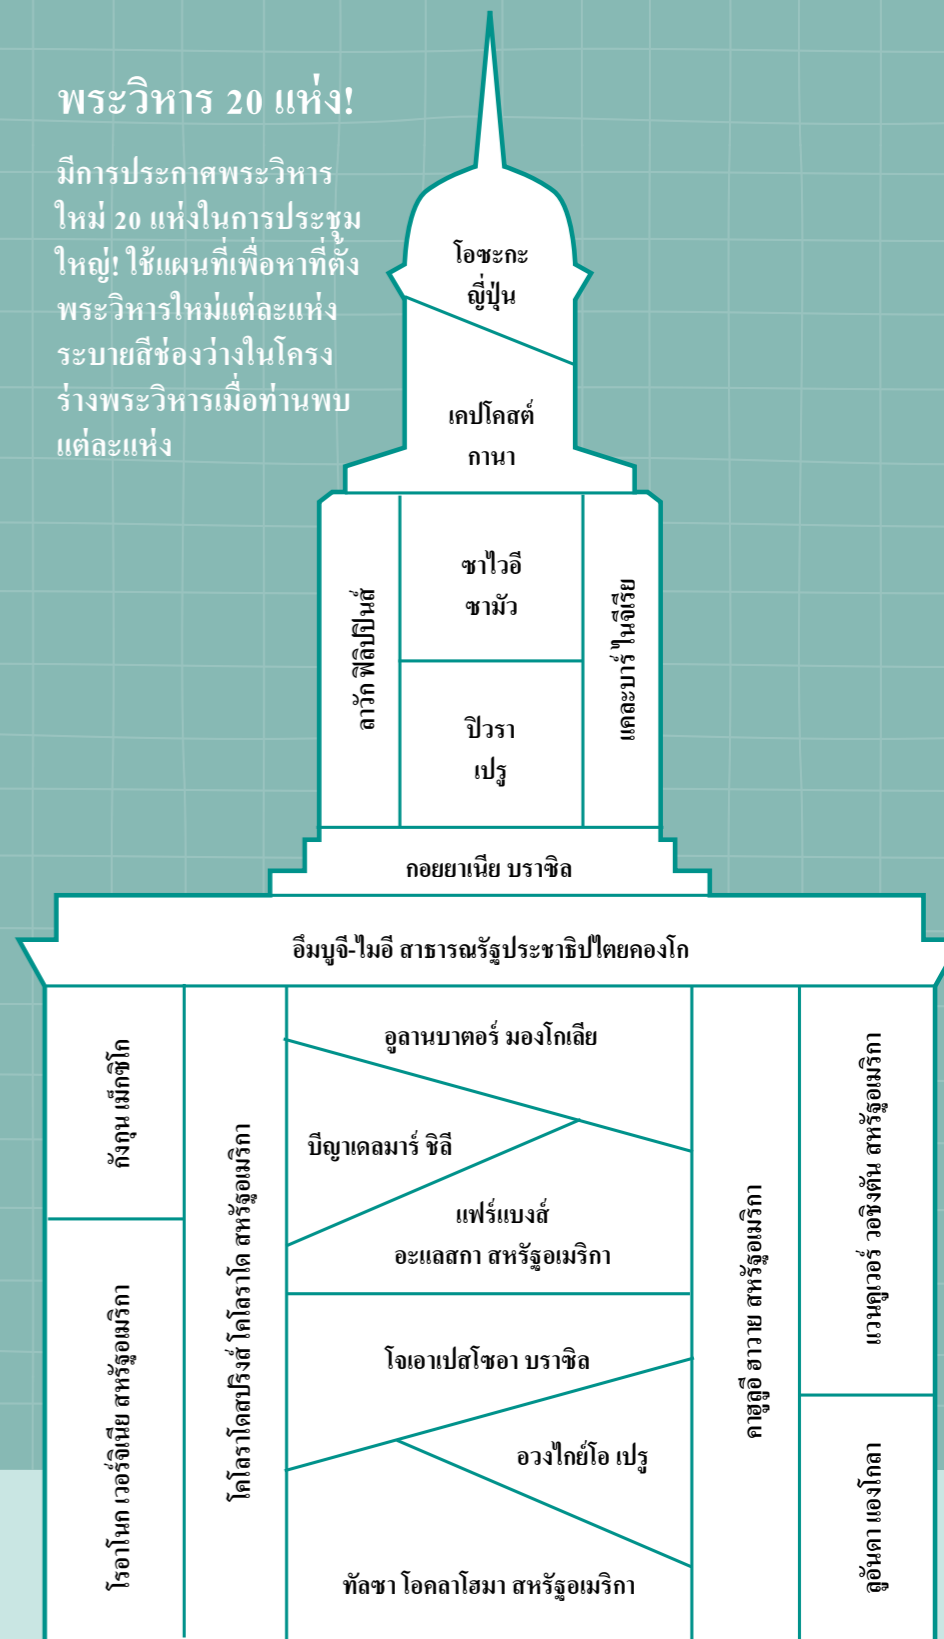 พระวิหาร 20 แห่ง!
มีการประกาศพระวิหาร
ใหม่ 20 แห่งในการประชุม
ใหญ่! ใช้แผนที่เพื่อหาที่ตั้ง
พระวิหารใหม่แต่ละแห่ง
ระบายสีช่องว่างในโครง
ร่างพระวิหารเมื่อท่านพบ
แต่ละแห่ง
โอซะกะ
ญี่ปุ่น
เคปโคสต์
กานา
ลาวัก ฟิลิปปินส์
ซาไวอี
ซามัว
ปิวรา
เปรู
แคละบาร์ ไนจีเรีย
กอยยาเนีย บราซิล
อึมบูจี-ไมอี สาธารณรัฐประชาธิปไตยคองโก
กังกุน เม็กซิโก
โรอาโนก เวอร์จิเนีย สหรัฐอเมริกา
โคโลราโดสปริงส์ โคโลราโด สหรัฐอเมริกา
อูลานบาตอร์ มองโกเลีย
บีญาเดลมาร์ ชิลี
แฟร์แบงส์
อะแลสกา สหรัฐอเมริกา
โจเอาเปสโซอา บราซิล
อวงไกย์โอ เปรู
ทัลซา โอคลาโฮมา สหรัฐอเมริกา
คาฮูลูอี ฮาวาย สหรัฐอเมริกา
แวนคูเวอร์ วอชิงตัน สหรัฐอเมริกา
ลูอันดา แองโกลา